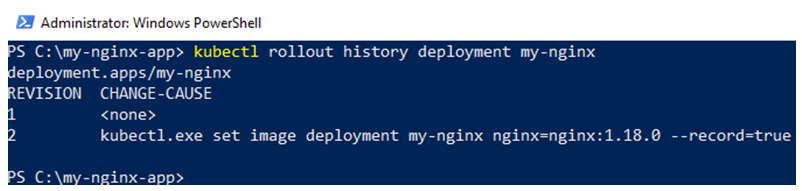 Administrator: Windows PowerShell
PS C:\my-nginx-app> kubectl rollout history deployment my-nginx
deployment.apps/my-nginx
REVISION  CHANGE-CAUSE
1         <none>
2         kubectl.exe set image deployment my-nginx nginx=nginx:1.18.0 --record=true
PS C:\my-nginx-app>